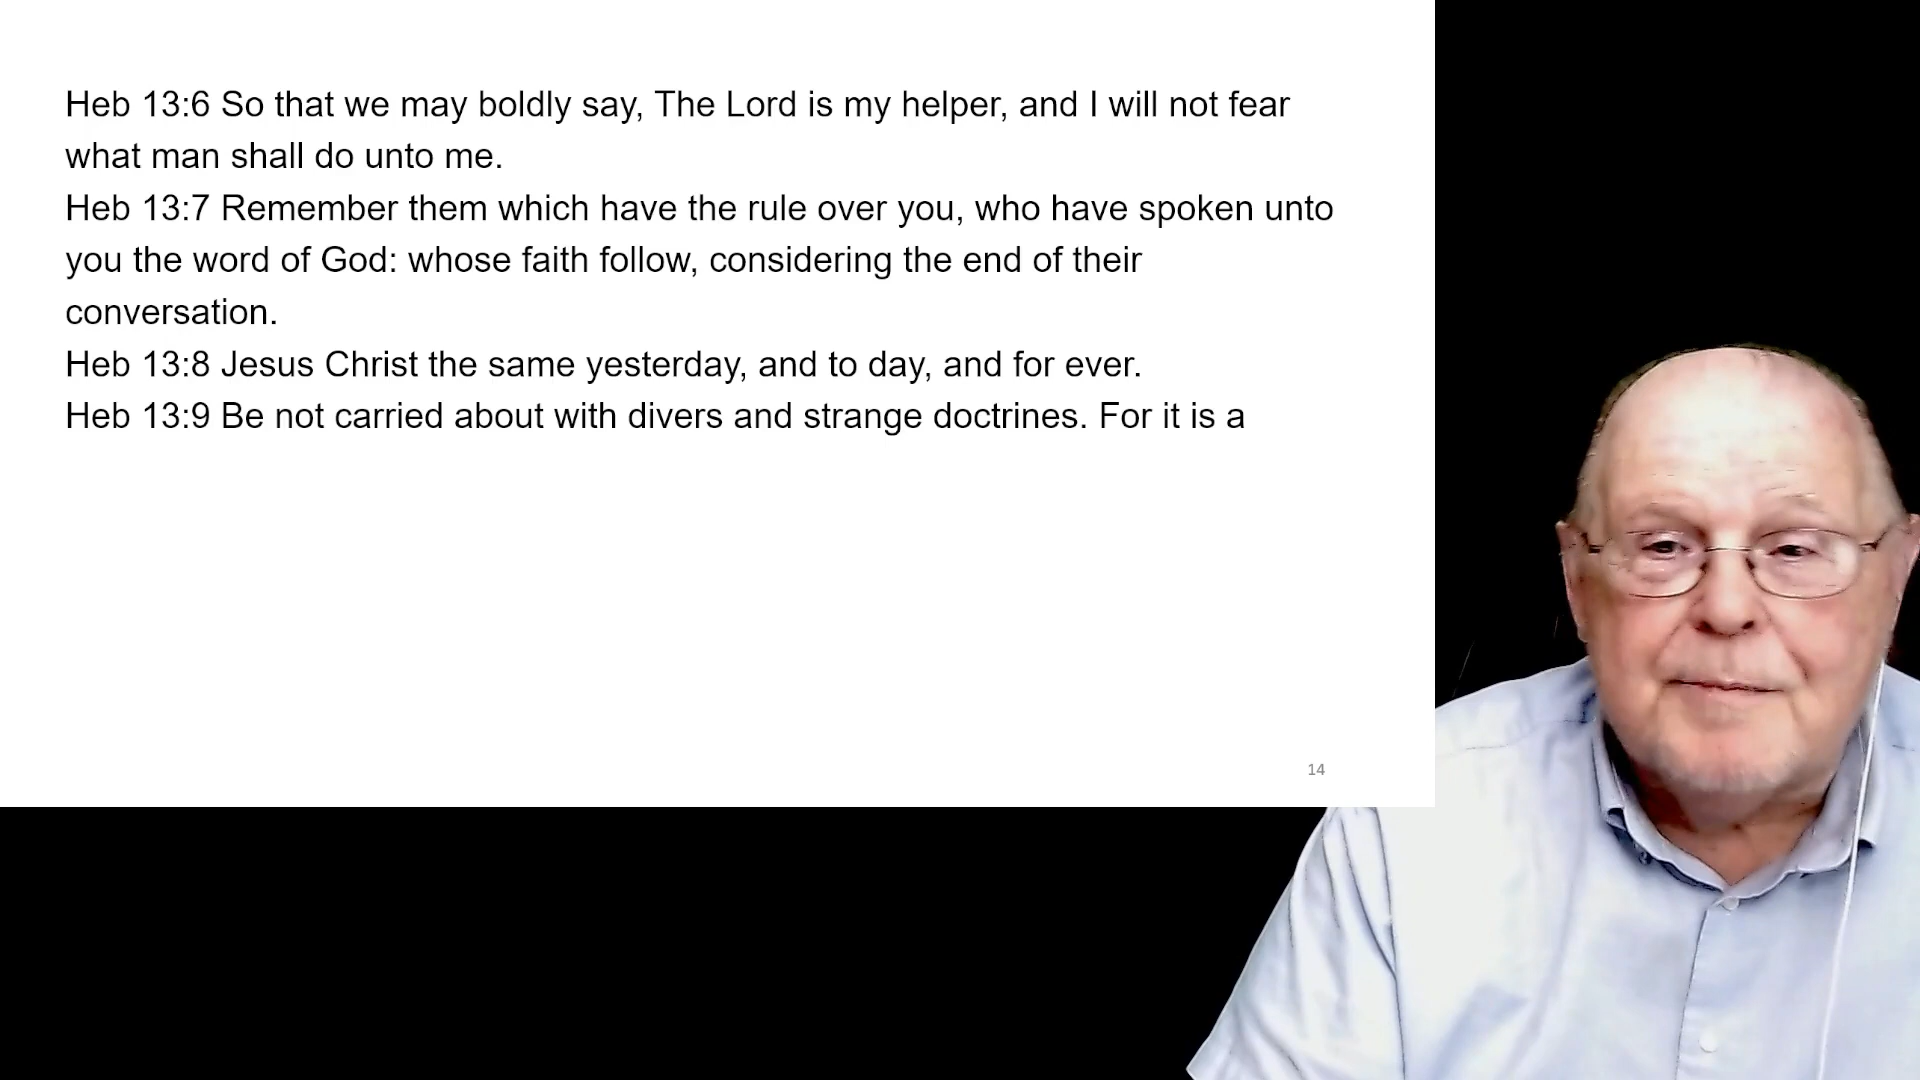 Heb 13:6 So that we may boldly say, The Lord is my helper, and I will not fear
what man shall do unto me.
Heb 13:7 Remember them which have the rule over you, who have spoken unto
you the word of God: whose faith follow, considering the end of their
conversation.
Heb 13:8 Jesus Christ the same yesterday, and to day, and for ever.
Heb 13:9 Be not carried about with divers and strange doctrines. For it is a
14